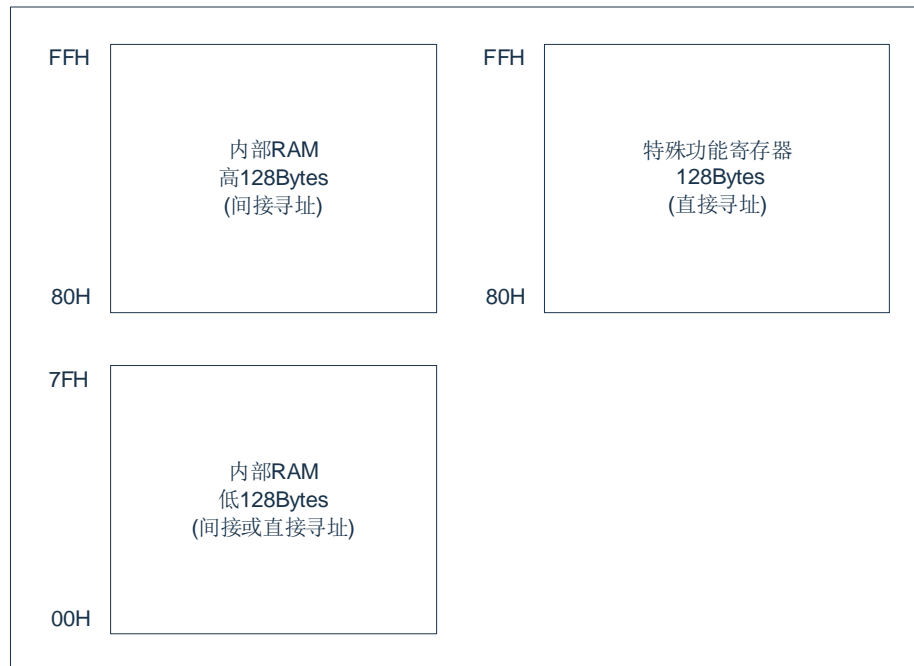 FFH
内部RAM
高128Bytes
(间接寻址)
80H
FFH
特殊功能寄存器
128Bytes
(直接寻址)
80H
7FH
内部RAM
低128Bytes
(间接或直接寻址)
00H